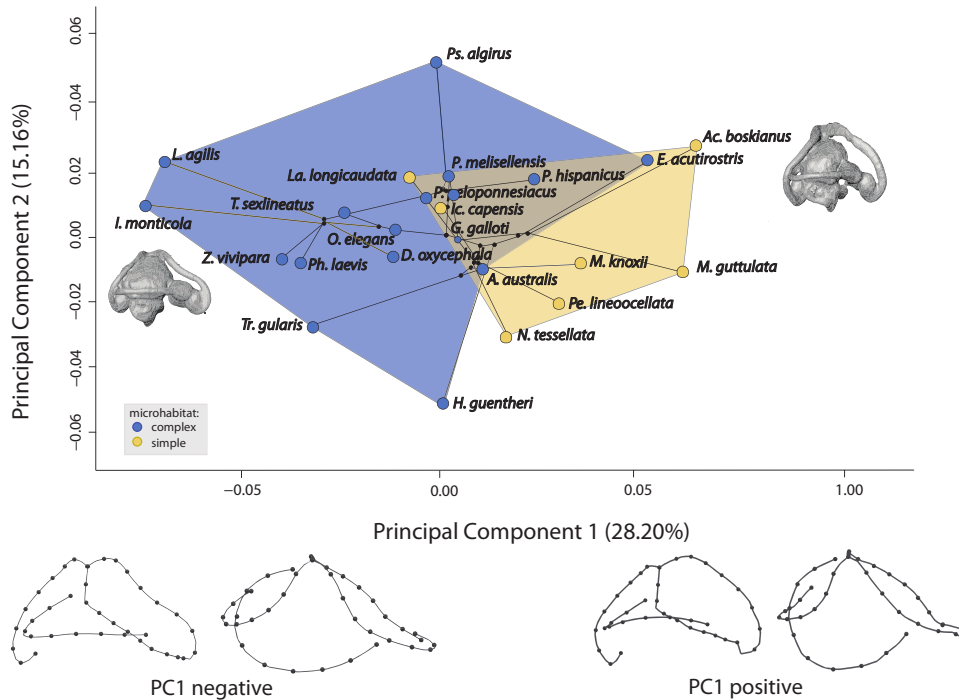 0.06
−0.04
0.02
0.00
−0.02
−0.04
−0.06
Principal Component 2 (15.16%)
Ps. algirus
Ac. boskianus
L. agilis
P. melisellensis
E. acutirostris
La. longicaudata
P. hispanicus
T. sexlineatus
P. peloponnesiacus
Ic. capensis
I. monticola
G. galloti
O. elegans
Z. vivipara
Ph. laevis
D. oxycephala
M. knoxii
M. guttulata
A. australis
Pe. lineoocellata
Tr. gularis
N. tessellata
H. guentheri
microhabitat:
complex
simple
−0.05
0.00
0.05
1.00
Principal Component 1 (28.20%)
PC1 negative
PC1 positive